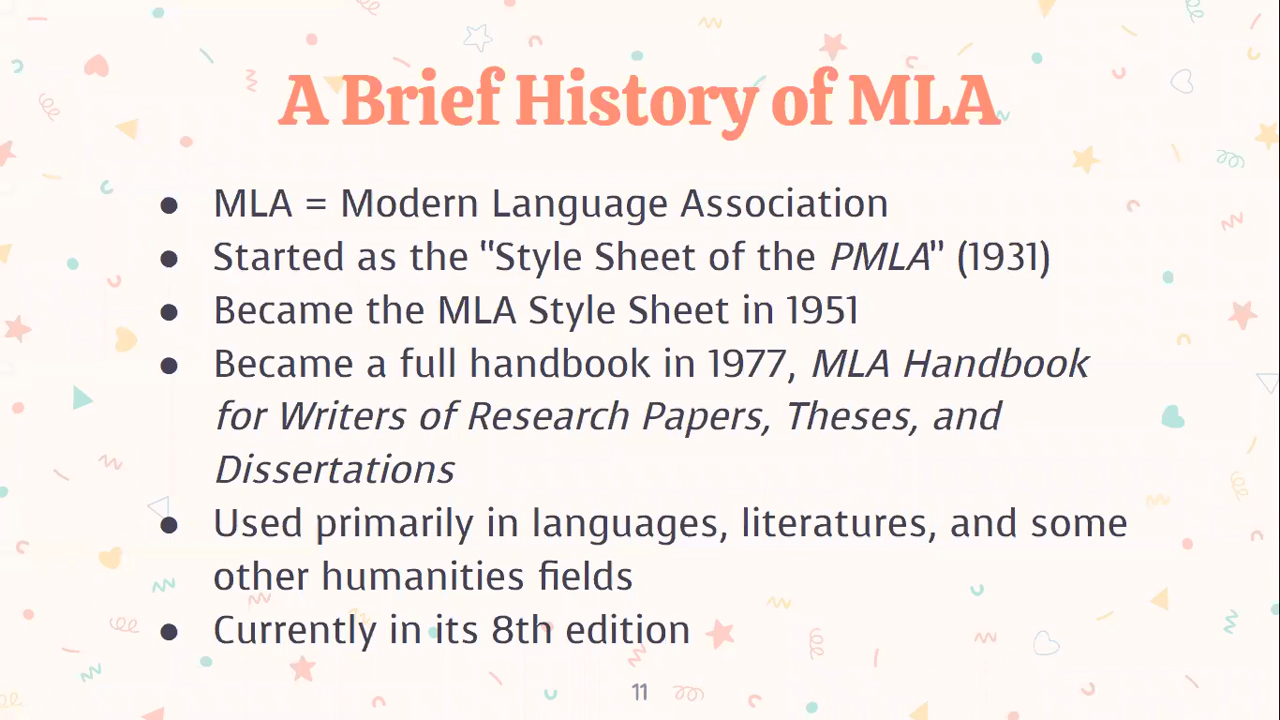 A Brief History of MLA
● MLA = Modern Language Association
● Started as the "Style Sheet of the PMLA" (1931)
● Became the MLA Style Sheet in 1951
● Became a full handbook in 1977, MLA Handbook
for Writers of Research Papers, Theses, and
Dissertations
● Used primarily in languages, literatures, and some
other humanities fields
● Currently in its 8th edition
11